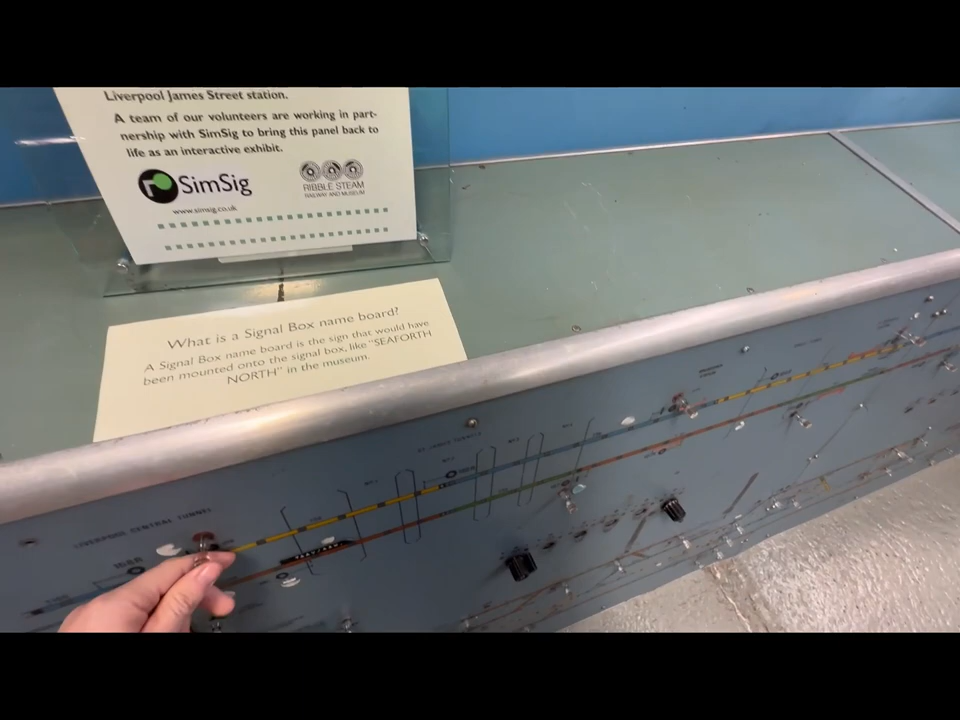 Liverpool James Street station.
A team of our volunteers are working in part-
nership with SimSig to bring this panel back to
life as an interactive exhibit.
SimSig
www.simsig.co.uk
RIBBLE STEAM
RAILWAY AND MUSEUM
What is a Signal Box name board?
A Signal Box name board is the sign that would have
been mounted onto the signal box, like "SEAFORTH
NORTH" in the museum.
LIVERPOOL CENTRAL TUNNEL